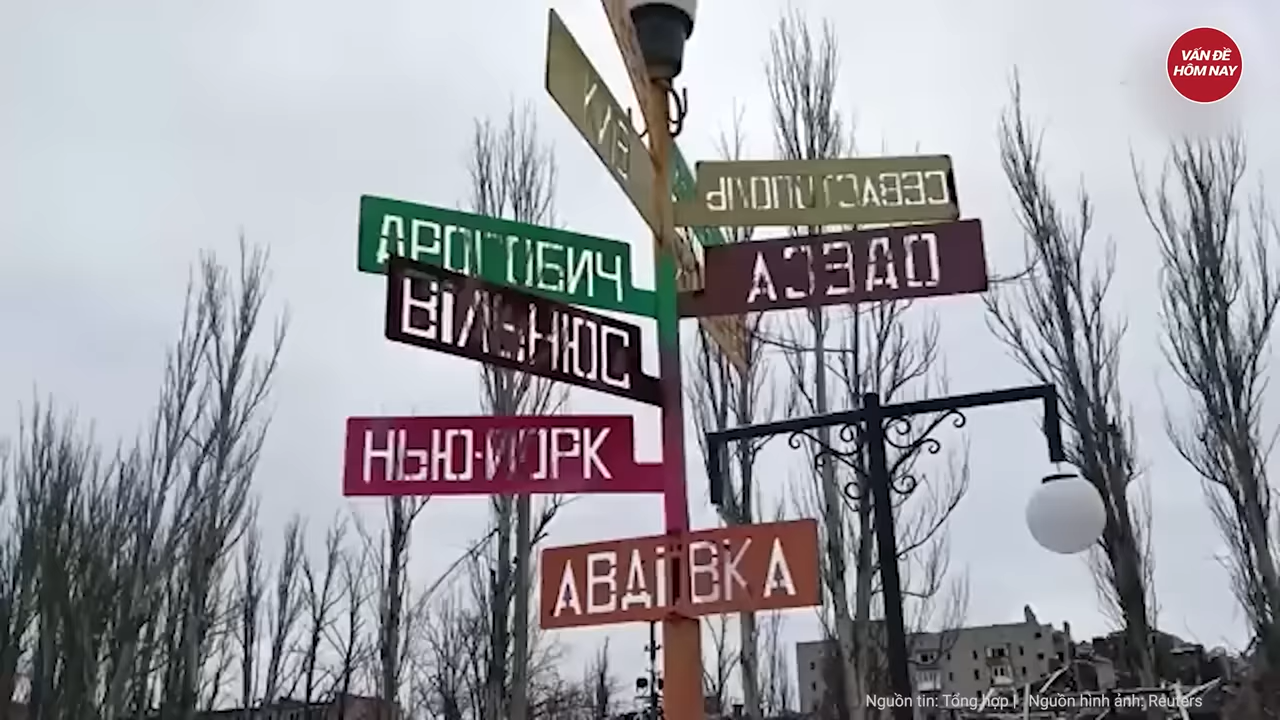 VẤN ĐỀ
HÔM NAY
СЕВАСТОПОЛЬ
ДРОГОБИЧ
ОДЕСА
ВІЛЬНЮС
НЬЮ-ЙОРК
АВДІЇВКА
Nguồn tin: Tổng hợp | Nguồn hình ảnh: Reuters